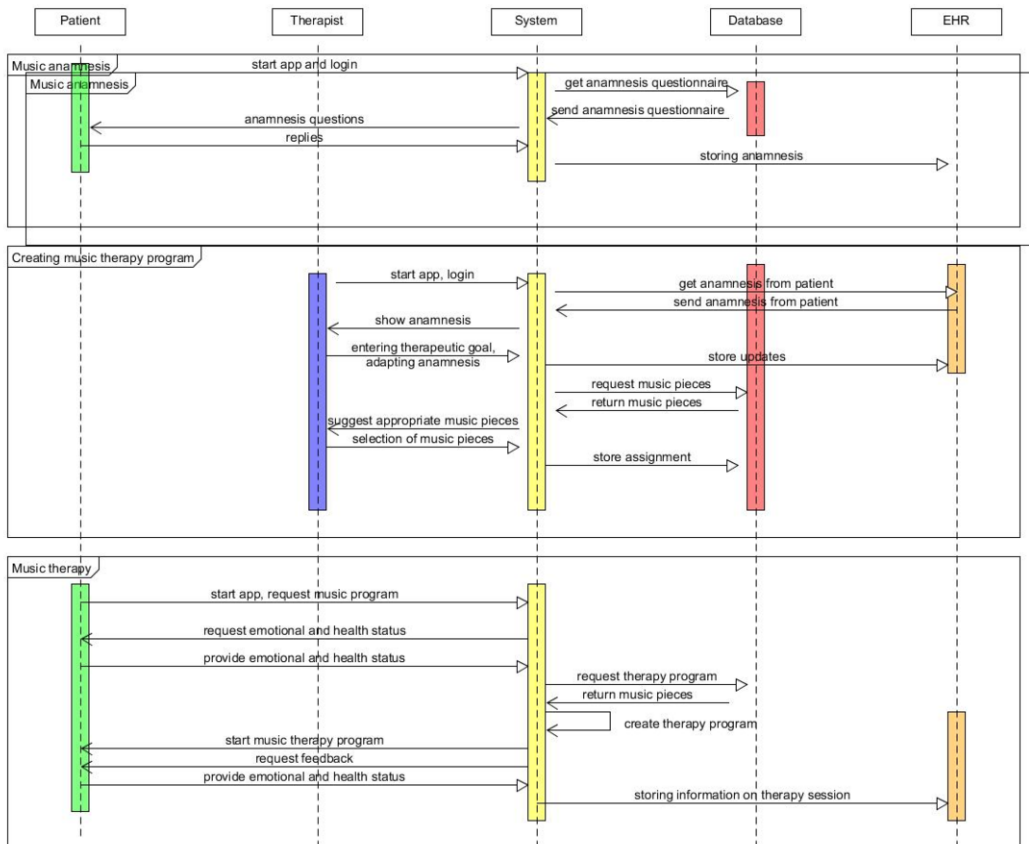 Patient
Therapist
System
Database
EHR
Music anamnesis
start app and login
Music anamnesis
get anamnesis questionnaire
send anamnesis questionnaire
anamnesis questions
replies
storing anamnesis
Creating music therapy program
start app, login
get anamnesis from patient
send anamnesis from patient
show anamnesis
entering therapeutic goal,
adapting anamnesis
store updates
request music pieces
return music pieces
suggest appropriate music pieces
selection of music pieces
store assignment
Music therapy
start app, request music program
request emotional and health status
provide emotional and health status
request therapy program
return music pieces
create therapy program
start music therapy program
request feedback
provide emotional and health status
storing information on therapy session